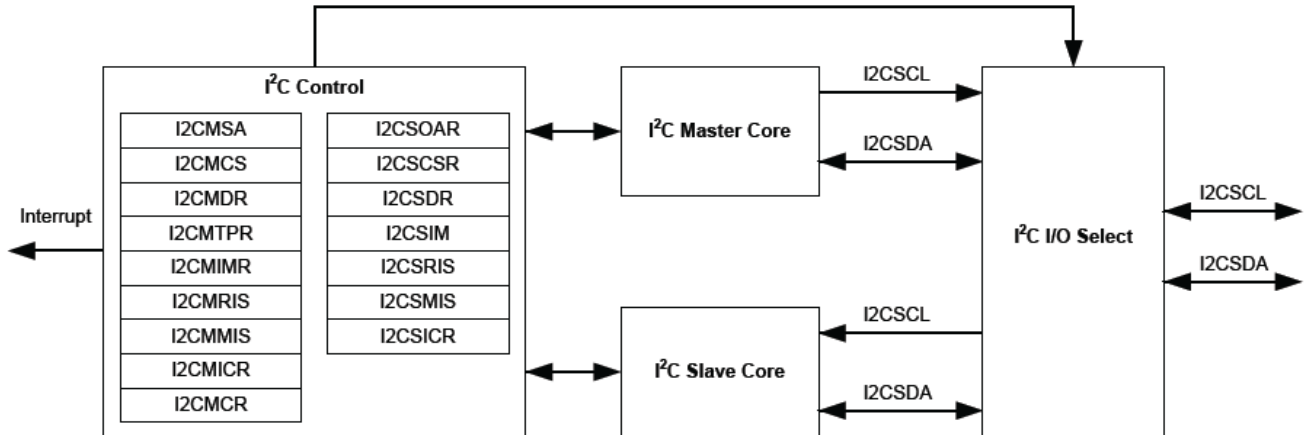 I²C Control
I2CMSA
I2CMCS
I2CMDR
I2CMTPR
I2CMIMR
I2CMRIS
I2CMMIS
I2CMICR
I2CMCR
I2CSOAR
I2CSCSR
I2CSDR
I2CSIM
I2CSRIS
I2CSMIS
I2CSICR
Interrupt
I²C Master Core
I2CSCL
I2CSDA
I²C Slave Core
I2CSCL
I2CSDA
I²C I/O Select
I2CSCL
I2CSDA